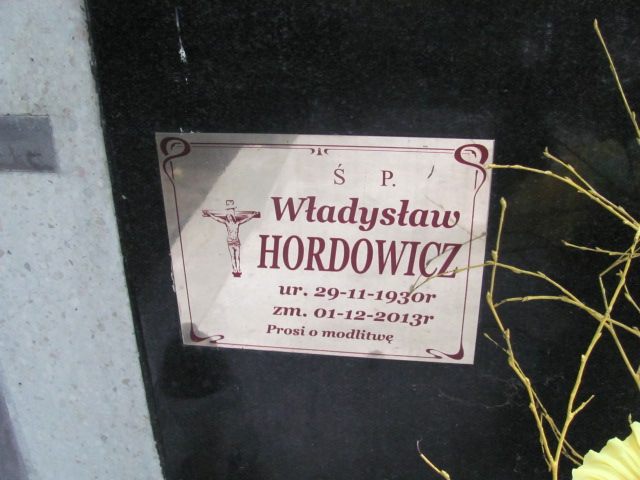 Ś P.
Władysław
HORDOWICZ
ur. 29-11-1930r
zm. 01-12-2013r
Prosi o modlitwę